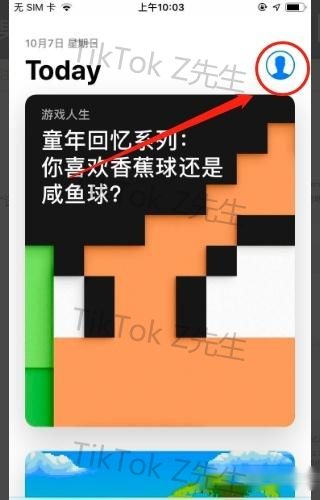 无 SIM 卡
上午10:03
10月7日 星期日
Today
游戏人生
童年回忆系列：
你喜欢香蕉球还是
咸鱼球？
TikTok Z先生
TikTok Z先生
TikTok Z先生
TikTok Z先生